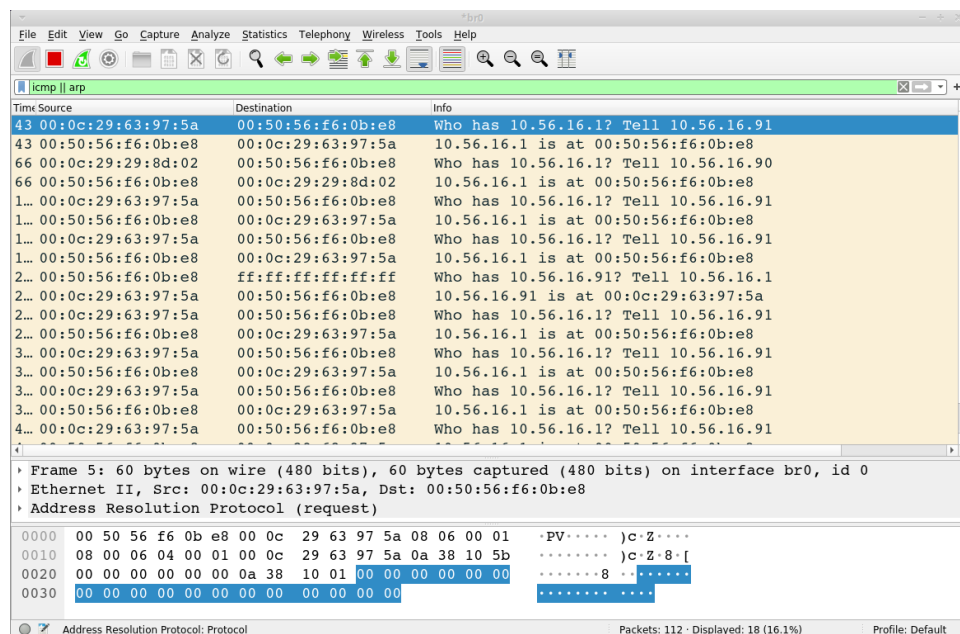 *br0
File Edit View Go Capture Analyze Statistics Telephony Wireless Tools Help
icmp || arp
Time Source Destination Info
43 00:0c:29:63:97:5a 00:50:56:f6:0b:e8 Who has 10.56.16.1? Tell 10.56.16.91
43 00:50:56:f6:0b:e8 00:0c:29:63:97:5a 10.56.16.1 is at 00:50:56:f6:0b:e8
66 00:0c:29:29:8d:02 00:50:56:f6:0b:e8 Who has 10.56.16.1? Tell 10.56.16.90
66 00:50:56:f6:0b:e8 00:0c:29:29:8d:02 10.56.16.1 is at 00:50:56:f6:0b:e8
1… 00:0c:29:63:97:5a 00:50:56:f6:0b:e8 Who has 10.56.16.1? Tell 10.56.16.91
1… 00:50:56:f6:0b:e8 00:0c:29:63:97:5a 10.56.16.1 is at 00:50:56:f6:0b:e8
1… 00:0c:29:63:97:5a 00:50:56:f6:0b:e8 Who has 10.56.16.1? Tell 10.56.16.91
1… 00:50:56:f6:0b:e8 00:0c:29:63:97:5a 10.56.16.1 is at 00:50:56:f6:0b:e8
2… 00:50:56:f6:0b:e8 ff:ff:ff:ff:ff:ff Who has 10.56.16.91? Tell 10.56.16.1
2… 00:0c:29:63:97:5a 00:50:56:f6:0b:e8 10.56.16.91 is at 00:0c:29:63:97:5a
2… 00:0c:29:63:97:5a 00:50:56:f6:0b:e8 Who has 10.56.16.1? Tell 10.56.16.91
2… 00:50:56:f6:0b:e8 00:0c:29:63:97:5a 10.56.16.1 is at 00:50:56:f6:0b:e8
3… 00:0c:29:63:97:5a 00:50:56:f6:0b:e8 Who has 10.56.16.1? Tell 10.56.16.91
3… 00:50:56:f6:0b:e8 00:0c:29:63:97:5a 10.56.16.1 is at 00:50:56:f6:0b:e8
3… 00:0c:29:63:97:5a 00:50:56:f6:0b:e8 Who has 10.56.16.1? Tell 10.56.16.91
3… 00:50:56:f6:0b:e8 00:0c:29:63:97:5a 10.56.16.1 is at 00:50:56:f6:0b:e8
4… 00:0c:29:63:97:5a 00:50:56:f6:0b:e8 Who has 10.56.16.1? Tell 10.56.16.91
Frame 5: 60 bytes on wire (480 bits), 60 bytes captured (480 bits) on interface br0, id 0
Ethernet II, Src: 00:0c:29:63:97:5a, Dst: 00:50:56:f6:0b:e8
Address Resolution Protocol (request)
0000 00 50 56 f6 0b e8 00 0c 29 63 97 5a 08 06 00 01 ·PV····· )c·Z····
0010 08 00 06 04 00 01 00 0c 29 63 97 5a 0a 38 10 5b ········ )c·Z·8·[
0020 00 00 00 00 00 00 0a 38 10 01 00 00 00 00 00 00 ·······8 ········
0030 00 00 00 00 00 00 00 00 00 00 00 00 ········ ····
Address Resolution Protocol: Protocol Packets: 112 · Displayed: 18 (16.1%) Profile: Default